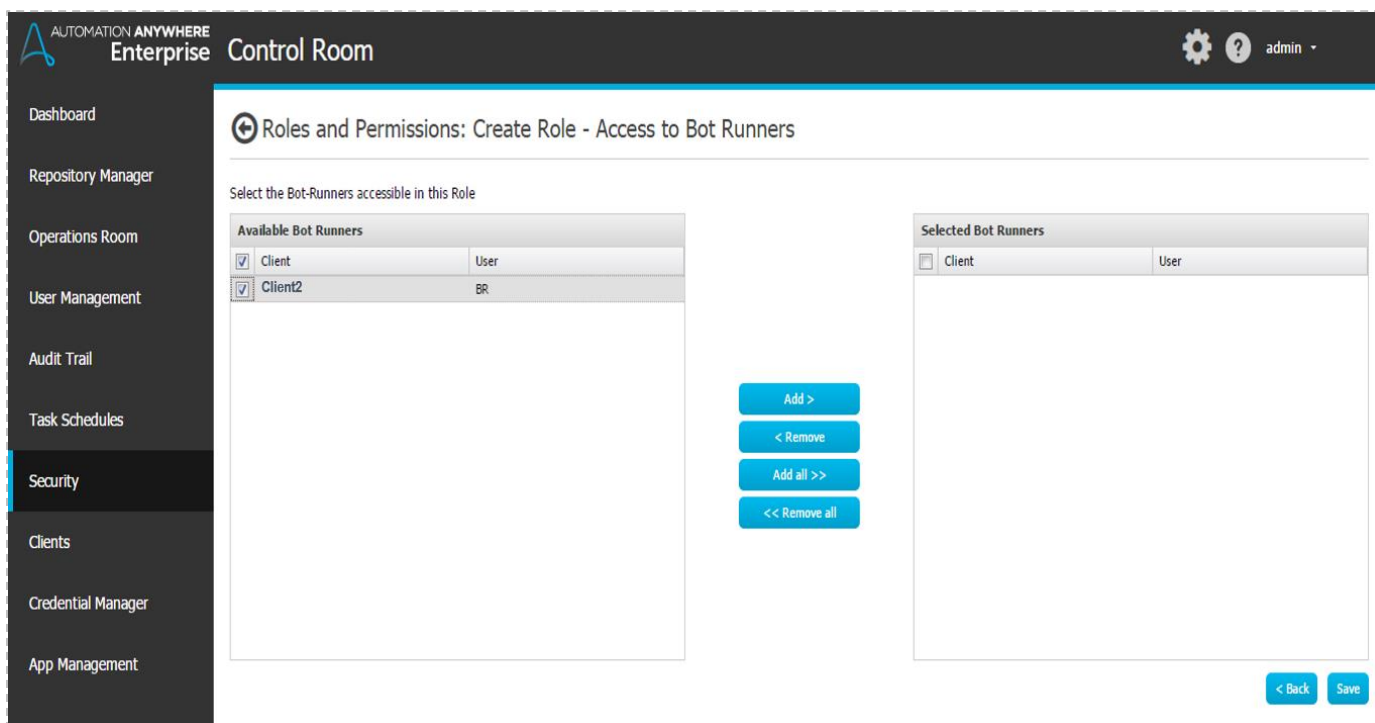 AUTOMATION ANYWHERE
Enterprise
Control Room
?
admin
Dashboard
Repository Manager
Operations Room
User Management
Audit Trail
Task Schedules
Security
Clients
Credential Manager
App Management
Roles and Permissions: Create Role - Access to Bot Runners
Select the Bot-Runners accessible in this Role
Available Bot Runners
Client User
Client2 BR
Add >
< Remove
Add all >>
<< Remove all
Selected Bot Runners
Client User
< Back
Save